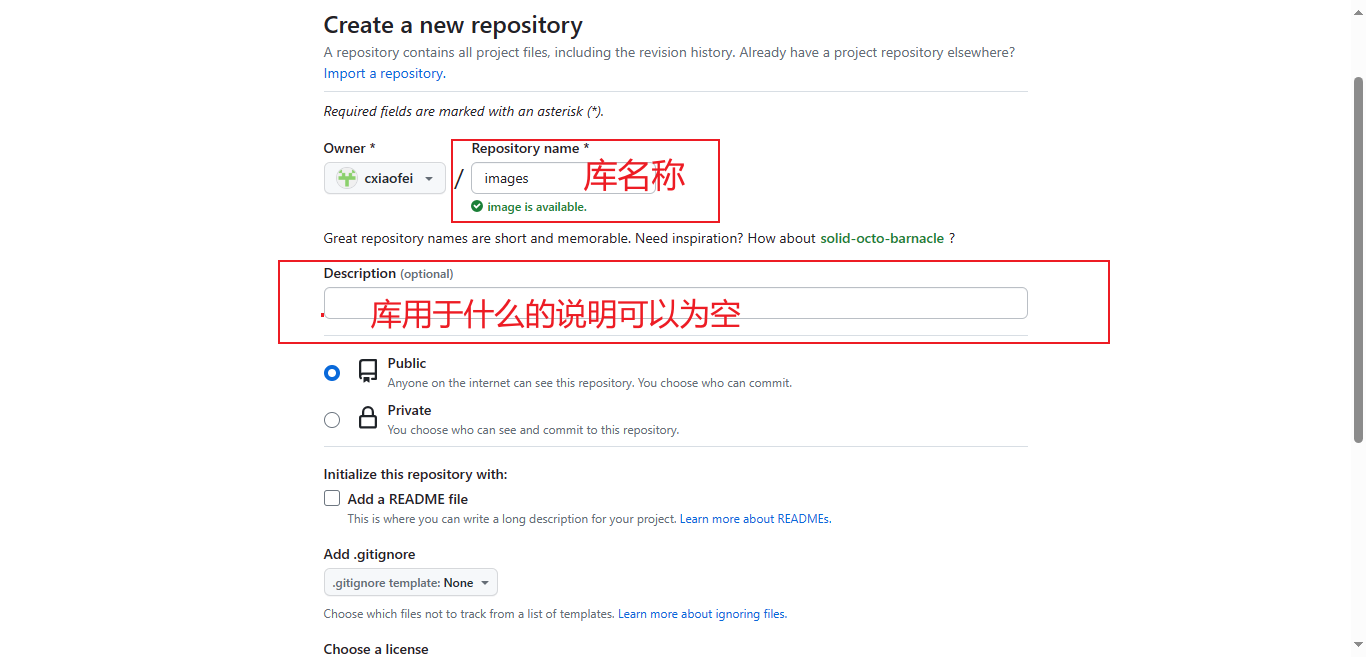 Create a new repository
A repository contains all project files, including the revision history. Already have a project repository elsewhere?
Import a repository.
Required fields are marked with an asterisk (*).
Owner *
Repository name *
cxiaofei
/
images
库名称
image is available.
Great repository names are short and memorable. Need inspiration? How about solid-octo-barnacle ?
Description (optional)
库用于什么的说明可以为空
Public
Anyone on the internet can see this repository. You choose who can commit.
Private
You choose who can see and commit to this repository.
Initialize this repository with:
Add a README file
This is where you can write a long description for your project. Learn more about READMEs.
Add .gitignore
.gitignore template: None
Choose which files not to track from a list of templates. Learn more about ignoring files.
Choose a license